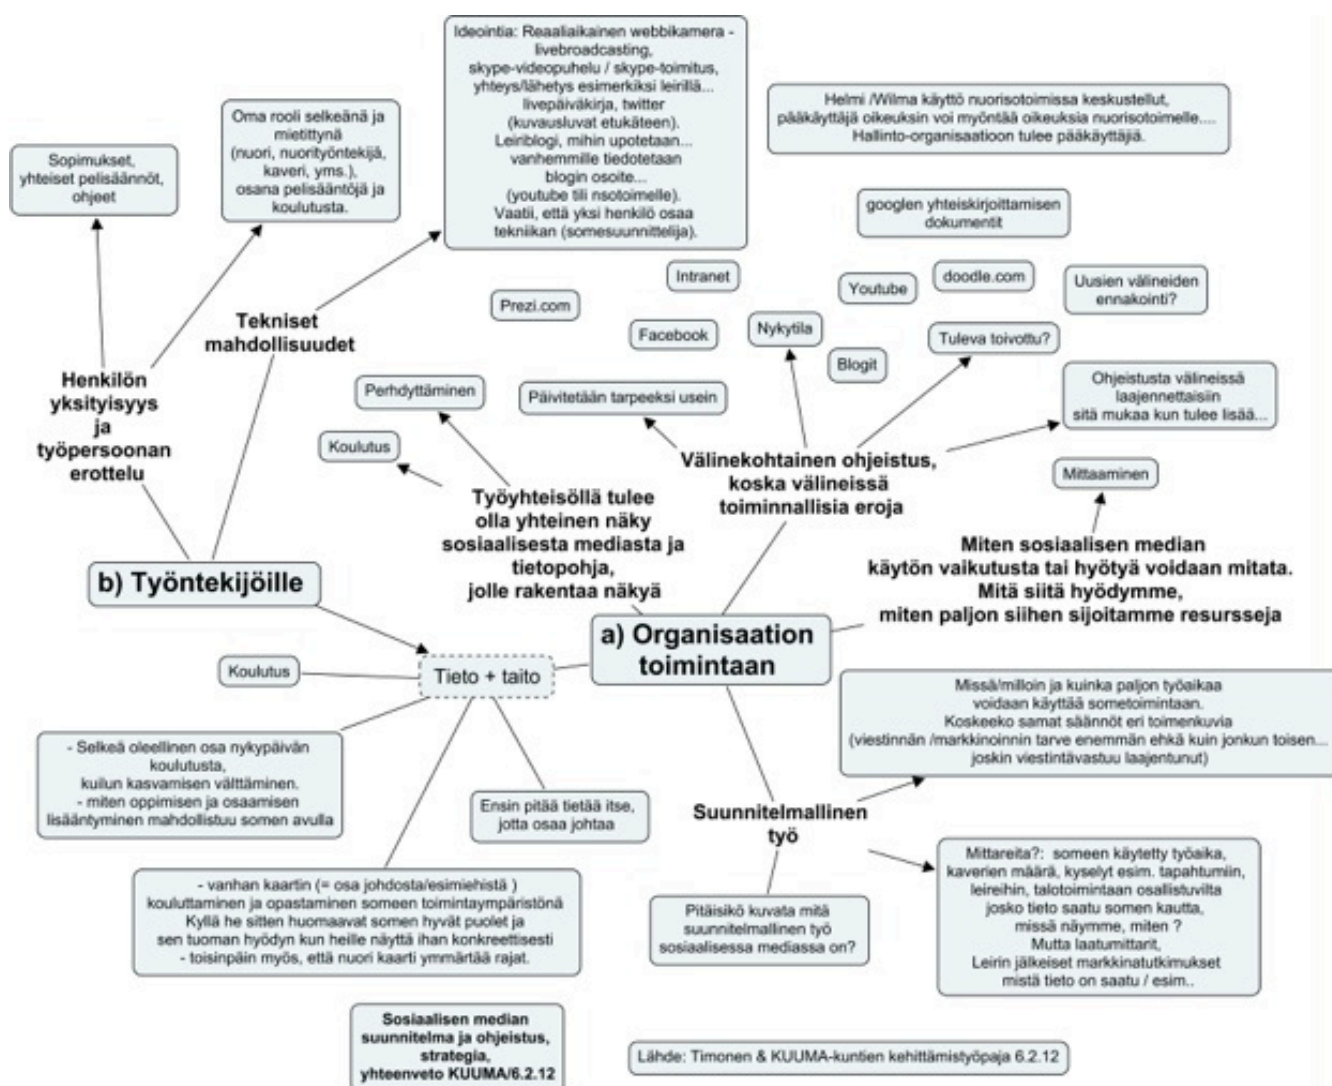 Ideointia: Reaaliaikainen webbikamera -
livebroadcasting,
skype-videopuhelu / skype-toimitus,
yhteys/lähetys esimerkiksi leirillä...
livepäiväkirja, twitter
(kuvausluvat etukäteen).
Leiriblogi, mihin upotetaan...
vanhemmille tiedotetaan
blogin osoite...
(youtube tili nsotoimelle).
Vaatii, että yksi henkilö osaa
tekniikan (somesuunnittelija).
Helmi /Wilma käyttö nuorisotoimissa keskustellut,
pääkäyttäjä oikeuksin voi myöntää oikeuksia nuorisotoimelle....
Hallinto-organisaatioon tulee pääkäyttäjiä.
Oma rooli selkeänä ja
mietittynä
(nuori, nuorityöntekijä,
kaveri, yms.),
osana pelisääntöjä ja
koulutusta.
Sopimukset,
yhteiset pelisäännöt,
ohjeet
googlen yhteiskirjoittamisen
dokumentit
Intranet
doodle.com
Youtube
Uusien välineiden
ennakointi?
Prezi.com
Facebook
Nykytila
Tuleva toivottu?
Blogit
Tekniset
mahdollisuudet
Henkilön
yksityisyys
ja
työpersoonan
erottelu
Perhdyttäminen
Päivitetään tarpeeksi usein
Ohjeistusta välineissä
laajennettaisiin
sitä mukaa kun tulee lisää...
Koulutus
Välinekohtainen ohjeistus,
koska välineissä
toiminnallisia eroja
Mittaaminen
Työyhteisöllä tulee
olla yhteinen näky
sosiaalisesta mediasta ja
tietopohja,
jolle rakentaa näkyä
Miten sosiaalisen median
käytön vaikutusta tai hyötyä voidaan mitata.
Mitä siitä hyödymme,
miten paljon siihen sijoitamme resursseja
b) Työntekijöille
a) Organisaation
toimintaan
Koulutus
Tieto + taito
Missä/milloin ja kuinka paljon työaikaa
voidaan käyttää sometoimintaan.
Koskeeko samat säännöt eri toimenkuvia
(viestinnän /markkinoinnin tarve enemmän ehkä kuin jonkun toisen...
joskin viestintävastuu laajentunut)
- Selkeä oleellinen osa nykypäivän
koulutusta,
kuilun kasvamisen välttäminen.
- miten oppimisen ja osaamisen
lisääntyminen mahdollistuu somen avulla
Ensin pitää tietää itse,
jotta osaa johtaa
Suunnitelmallinen
työ
Mittareita?: someen käytetty työaika,
kaverien määrä, kyselyt esim. tapahtumiin,
leireihin, talotoimintaan osallistuvilta
josko tieto saatu somen kautta,
missä näymme, miten ?
Mutta laatumittarit,
Leirin jälkeiset markkinatutkimukset
mistä tieto on saatu / esim..
- vanhan kaartin (= osa johdosta/esimiehistä )
kouluttaminen ja opastaminen someen toimintaympäristönä
Kyllä he sitten huomaavat somen hyvät puolet ja
sen tuoman hyödyn kun heille näyttä ihan konkreettisesti
- toisinpäin myös, että nuori kaarti ymmärtää rajat.
Pitäisikö kuvata mitä
suunnitelmallinen työ
sosiaalisessa mediassa on?
Sosiaalisen median
suunnitelma ja ohjeistus,
strategia,
yhteenveto KUUMA/6.2.12
Lähde: Timonen & KUUMA-kuntien kehittämistyöpaja 6.2.12